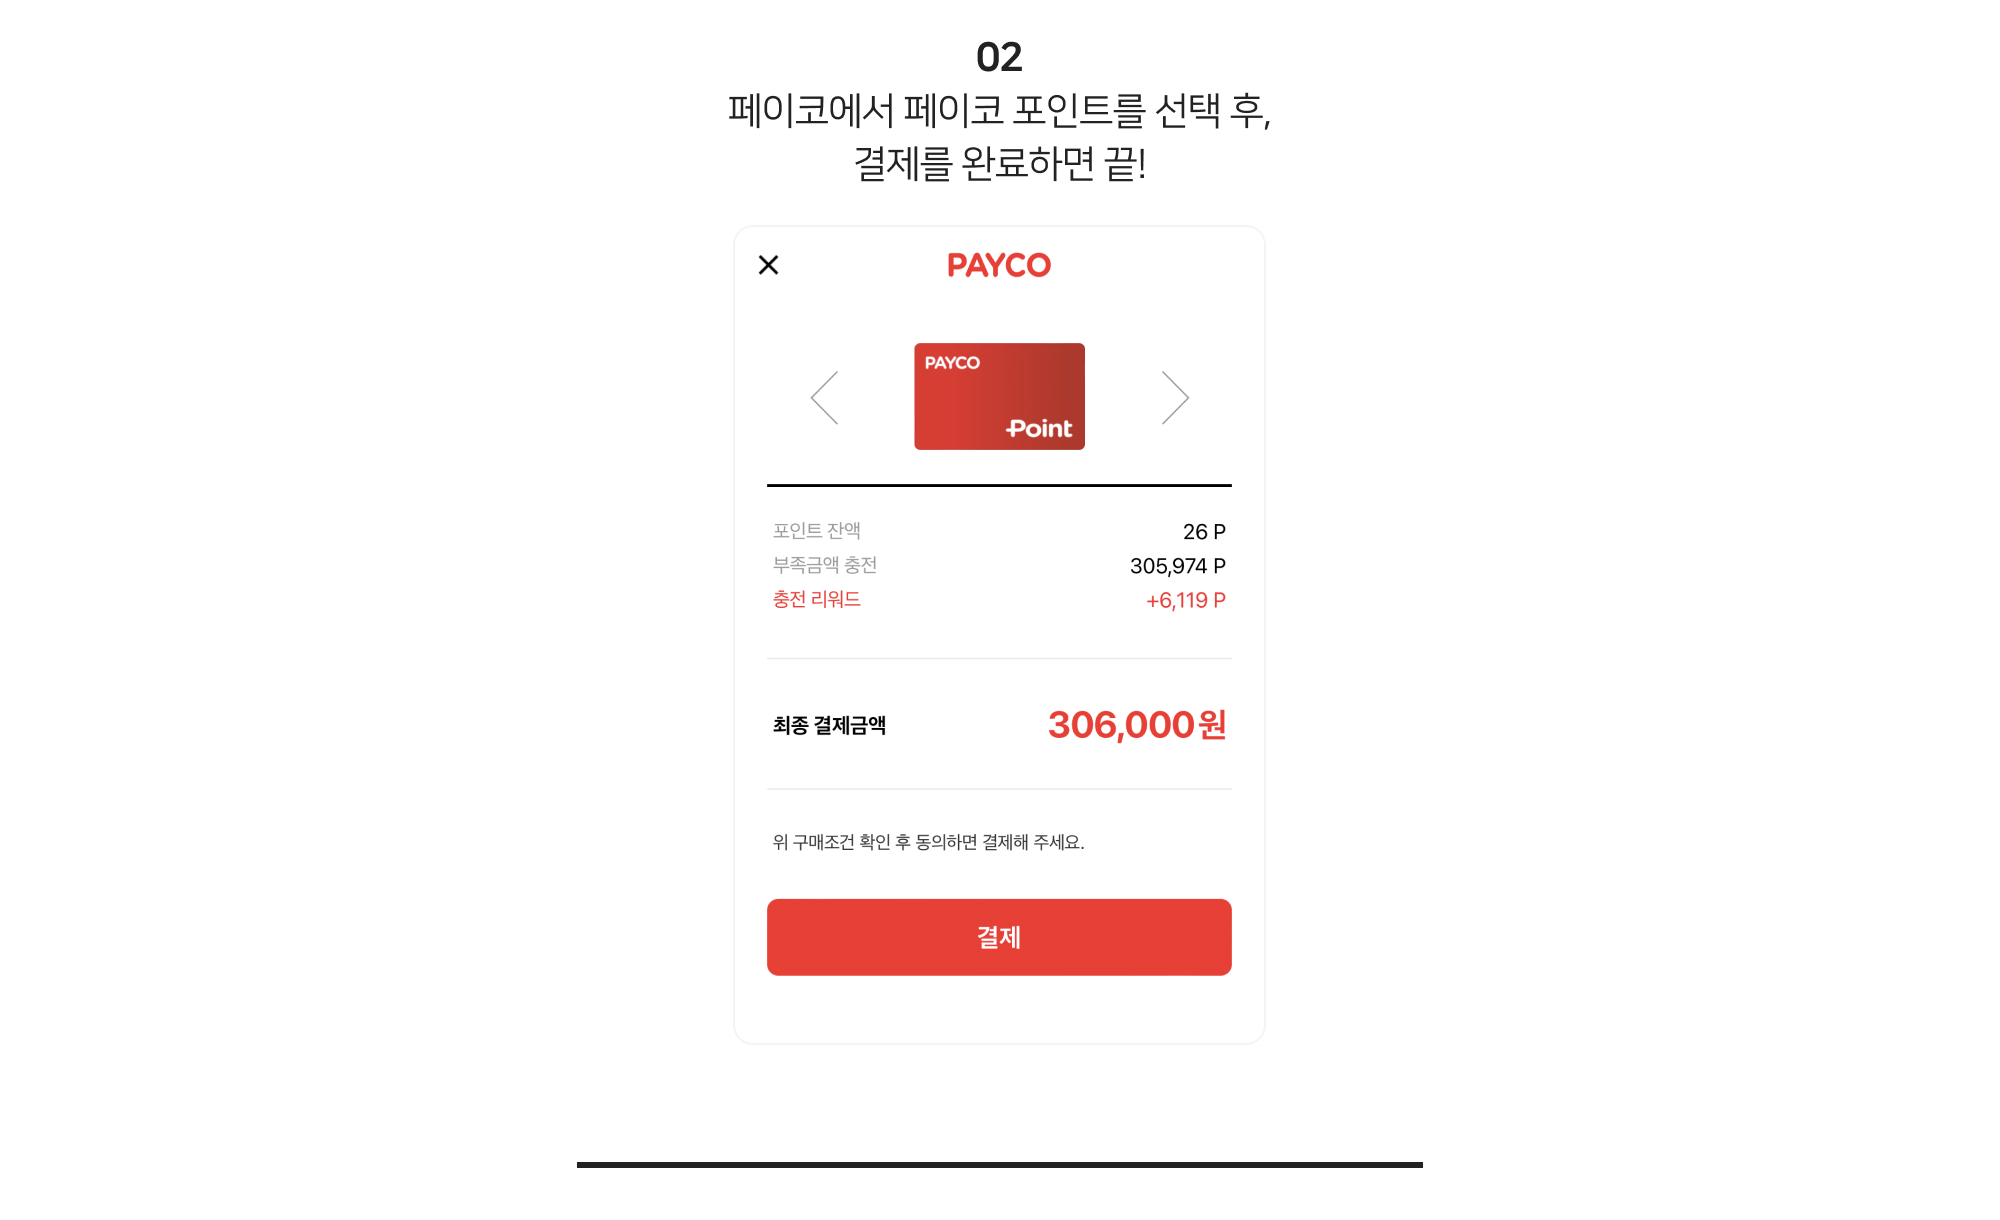 02
페이코에서 페이코 포인트를 선택 후,
결제를 완료하면 끝!
PAYCO
PAYCO
Point
포인트 잔액 26 P
부족금액 충전 305,974 P
충전 리워드 +6,119 P
최종 결제금액 306,000원
위 구매조건 확인 후 동의하면 결제해 주세요.
결제